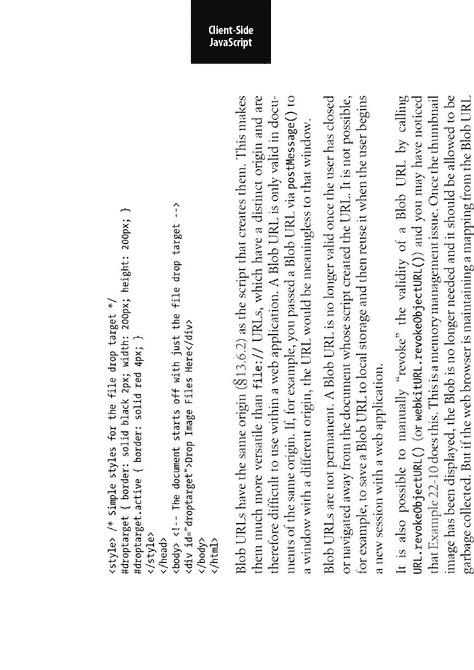 Client-Side
JavaScript
<style> /* Simple styles for the file drop target */
#droptarget { border: solid black 2px; width: 200px; height: 200px; }
#droptarget.active { border: solid red 4px; }
</style>
</head>
<body> <!-- The document starts off with just the file drop target -->
<div id="droptarget">Drop Image Files Here</div>
</body>
</html>
Blob URLs have the same origin (§13.6.2) as the script that creates them. This makes
them much more versatile than file:// URLs, which have a distinct origin and are
therefore difficult to use within a web application. A Blob URL is only valid in docu-
ments of the same origin. If, for example, you passed a Blob URL via postMessage() to
a window with a different origin, the URL would be meaningless to that window.
Blob URLs are not permanent. A Blob URL is no longer valid once the user has closed
or navigated away from the document whose script created the URL. It is not possible,
for example, to save a Blob URL to local storage and then reuse it when the user begins
a new session with a web application.
It is also possible to manually “revoke” the validity of a Blob URL by calling
URL.revokeObjectURL() (or webkitURL.revokeObjectURL()) and you may have noticed
that Example 22-10 does this. This is a memory management issue. Once the thumbnail
image has been displayed, the Blob is no longer needed and it should be allowed to be
garbage collected. But if the web browser is maintaining a mapping from the Blob URL